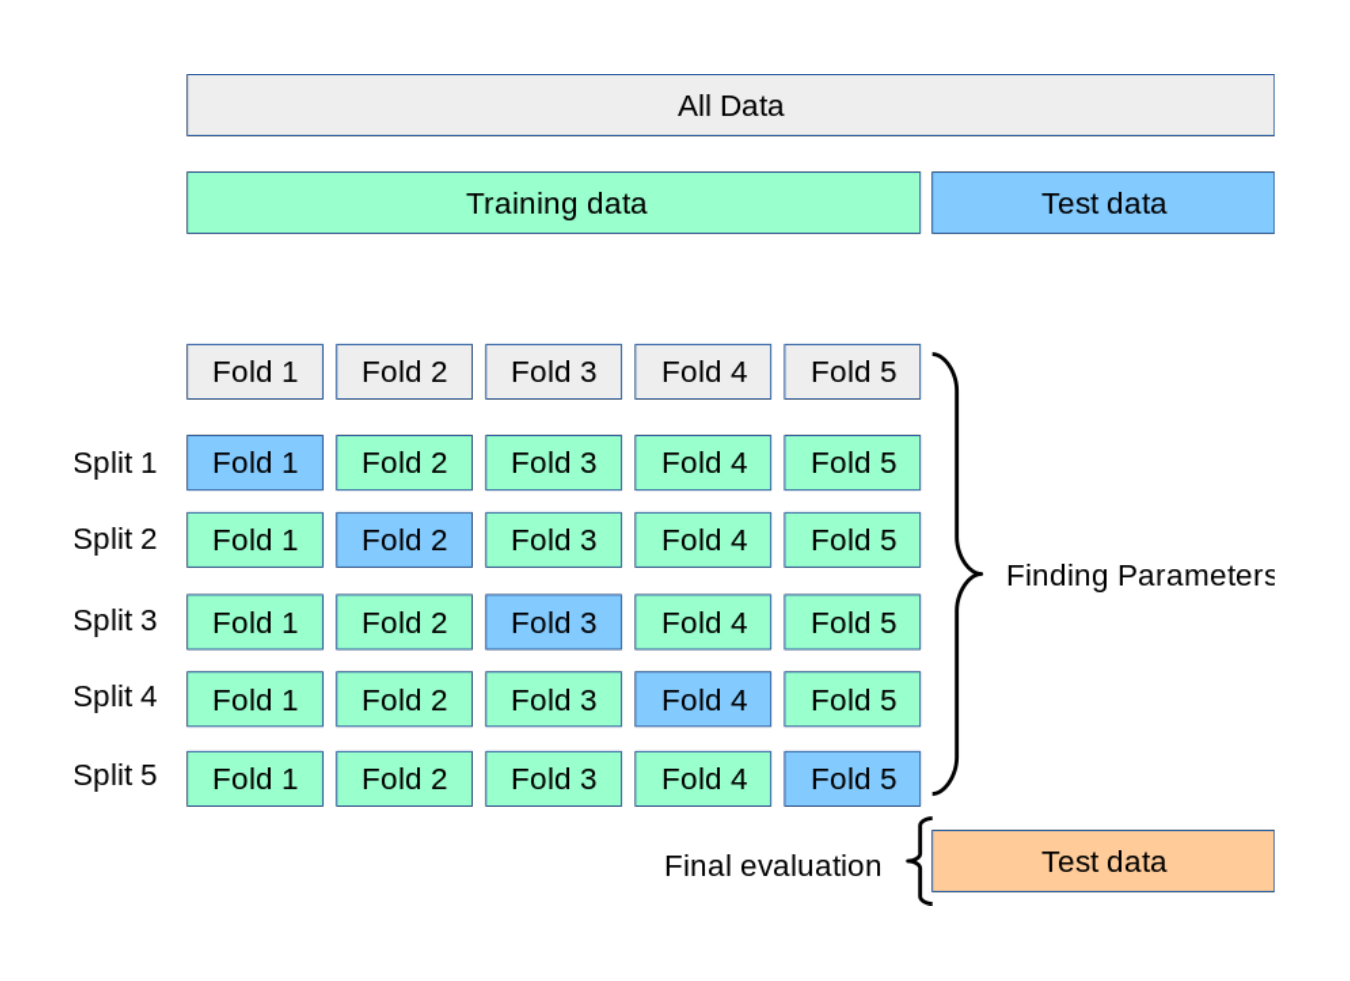 All Data
Training data Test data
Fold 1 Fold 2 Fold 3 Fold 4 Fold 5
Split 1 Fold 1 Fold 2 Fold 3 Fold 4 Fold 5
Split 2 Fold 1 Fold 2 Fold 3 Fold 4 Fold 5
Finding Parameters
Split 3 Fold 1 Fold 2 Fold 3 Fold 4 Fold 5
Split 4 Fold 1 Fold 2 Fold 3 Fold 4 Fold 5
Split 5 Fold 1 Fold 2 Fold 3 Fold 4 Fold 5
Final evaluation Test data